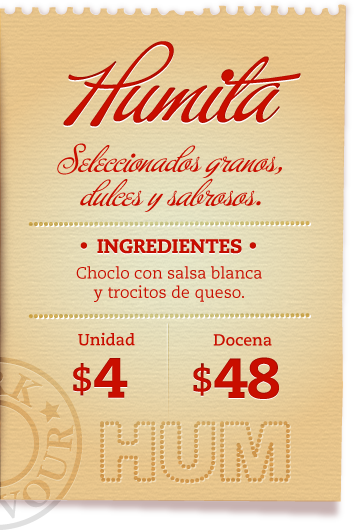 Humita
Seleccionados granos,
dulces y sabrosos.
• INGREDIENTES •
Choclo con salsa blanca
y trocitos de queso.
Unidad Docena
$4 $48
HUM